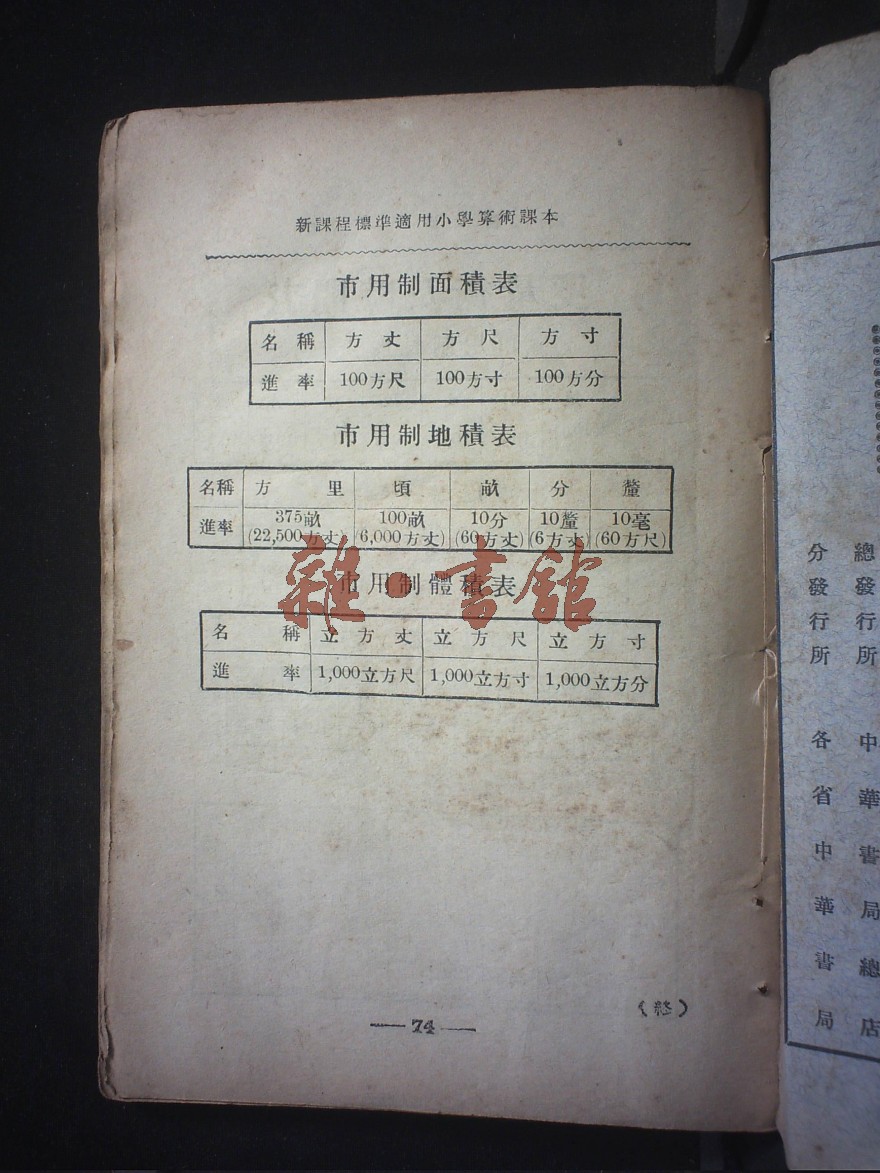 新課程標準適用小學算術課本
市用制面積表
名稱 方丈 方尺 方寸
進率 100方尺 100方寸 100方分
市用制地積表
名稱 方里 頃 畝 分 釐
進率 375畝 100畝 10分 10釐 10毫
(22,500方丈) (6,000方丈) (60方丈) (6方丈) (60方尺)
市用制體積表
雜·書舘
名稱 立方丈 立方尺 立方寸
進率 1,000立方尺 1,000立方寸 1,000立方分
(終)
—74—
總發行所 中華書局總店
分發行所 各省中華書局